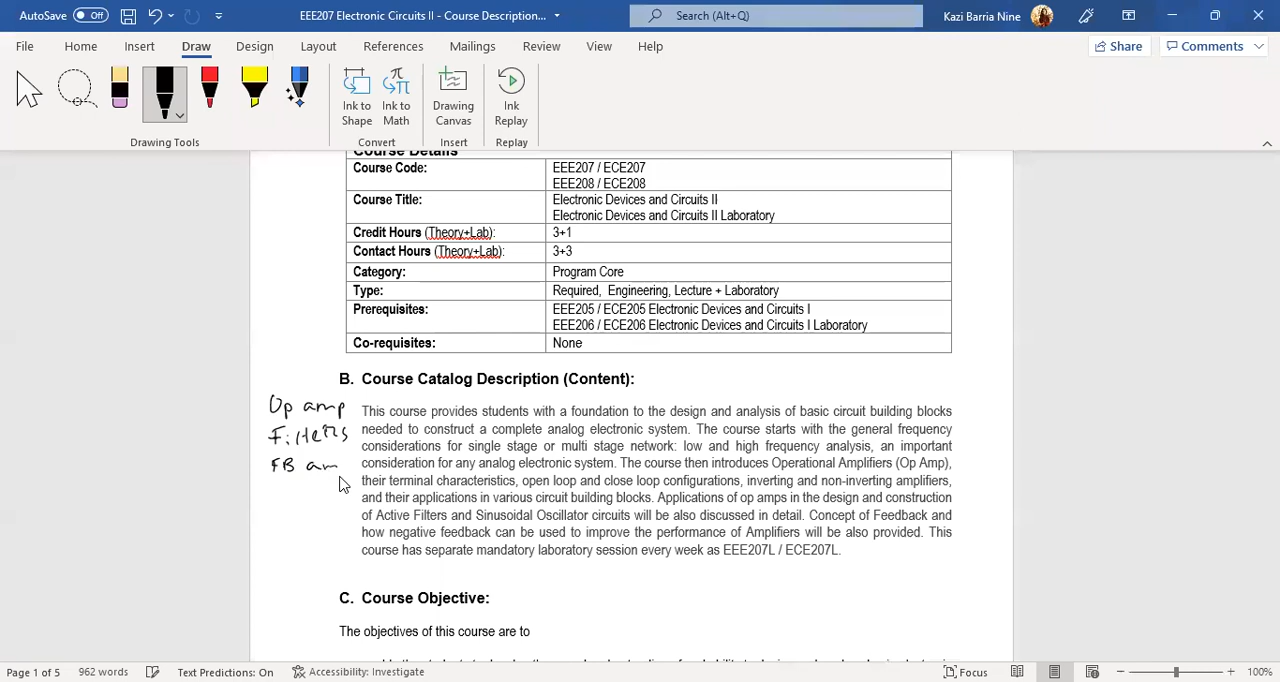 AutoSave Off
EEE207 Electronic Circuits II - Course Description...
Search (Alt+Q)
Kazi Barria Nine
File Home Insert Draw Design Layout References Mailings Review View Help
Share Comments
Ink to Shape
Ink to Math
Drawing Canvas
Ink Replay
Drawing Tools Convert Insert Replay
Course Details
Course Code: EEE207 / ECE207
EEE208 / ECE208
Course Title: Electronic Devices and Circuits II
Electronic Devices and Circuits II Laboratory
Credit Hours (Theory+Lab): 3+1
Contact Hours (Theory+Lab): 3+3
Category: Program Core
Type: Required, Engineering, Lecture + Laboratory
Prerequisites: EEE205 / ECE205 Electronic Devices and Circuits I
EEE206 / ECE206 Electronic Devices and Circuits I Laboratory
Co-requisites: None
B. Course Catalog Description (Content):
Op amp
Filters
FB am
This course provides students with a foundation to the design and analysis of basic circuit building blocks
needed to construct a complete analog electronic system. The course starts with the general frequency
considerations for single stage or multi stage network: low and high frequency analysis, an important
consideration for any analog electronic system. The course then introduces Operational Amplifiers (Op Amp),
their terminal characteristics, open loop and close loop configurations, inverting and non-inverting amplifiers,
and their applications in various circuit building blocks. Applications of op amps in the design and construction
of Active Filters and Sinusoidal Oscillator circuits will be also discussed in detail. Concept of Feedback and
how negative feedback can be used to improve the performance of Amplifiers will be also provided. This
course has separate mandatory laboratory session every week as EEE207L / ECE207L.
C. Course Objective:
The objectives of this course are to
Page 1 of 5 962 words Text Predictions: On Accessibility: Investigate Focus 100%